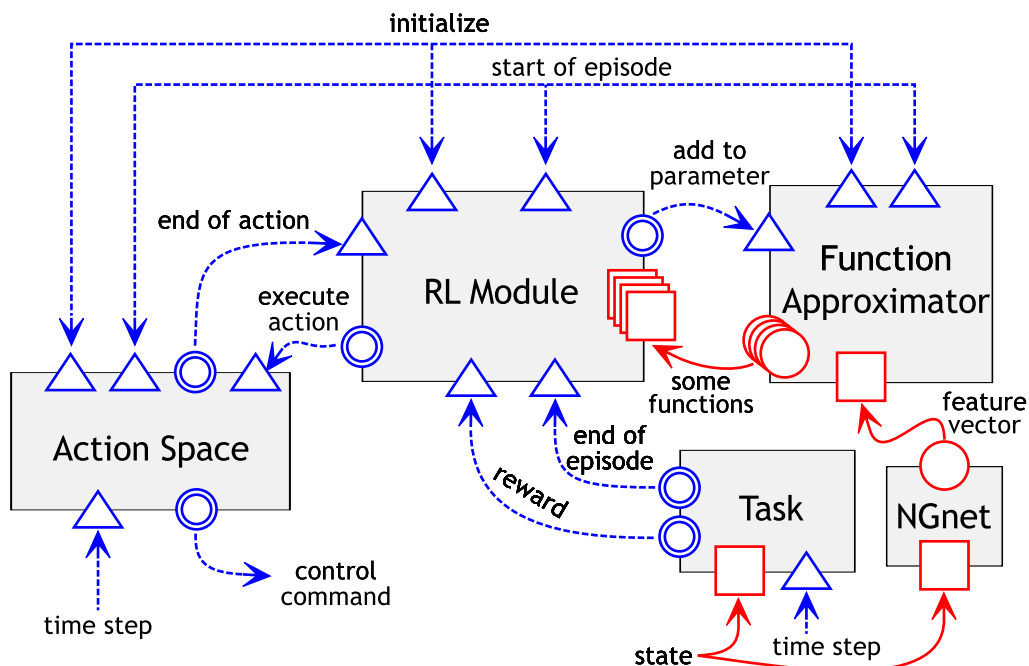 initialize
start of episode
add to
parameter
end of action
RL Module
Function
Approximator
execute
action
some
functions
feature
vector
Action Space
end of
episode
reward
Task
NGnet
control
command
time step
time step
state